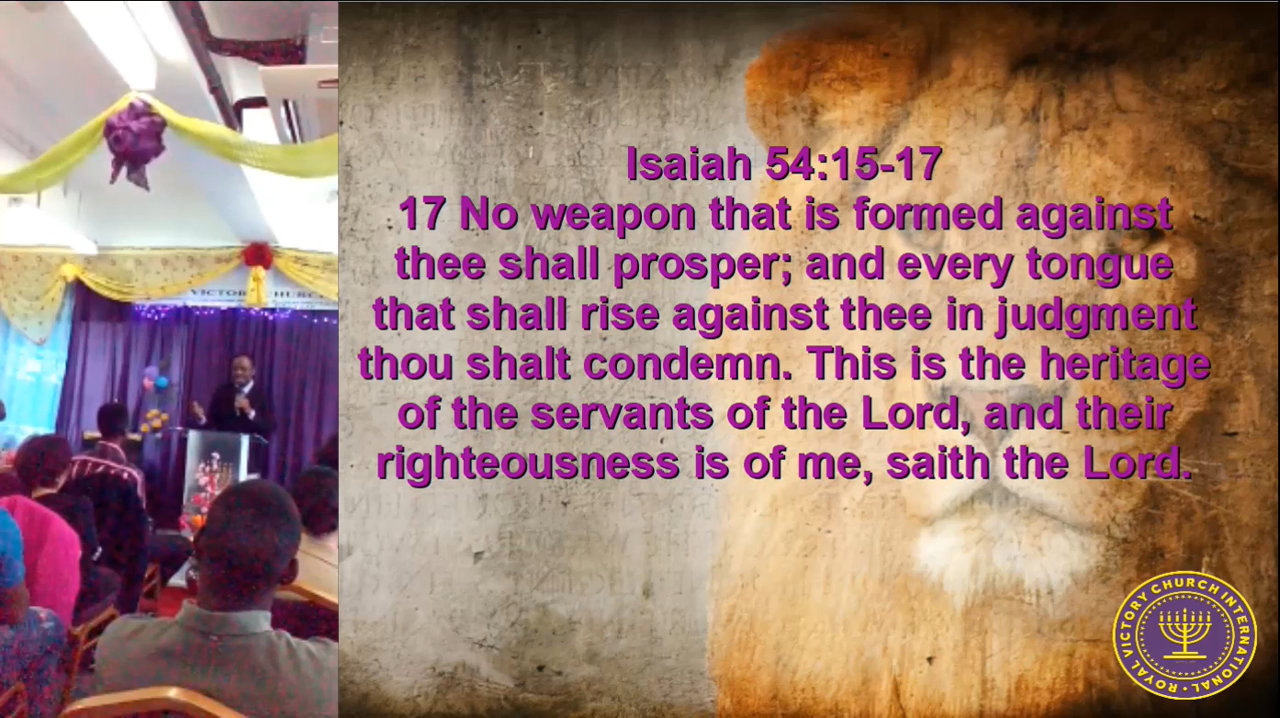 VICTORY CHURCH
Isaiah 54:15-17
17 No weapon that is formed against
thee shall prosper; and every tongue
that shall rise against thee in judgment
thou shalt condemn. This is the heritage
of the servants of the Lord, and their
righteousness is of me, saith the Lord.
ROYAL VICTORY CHURCH INTERNATIONAL